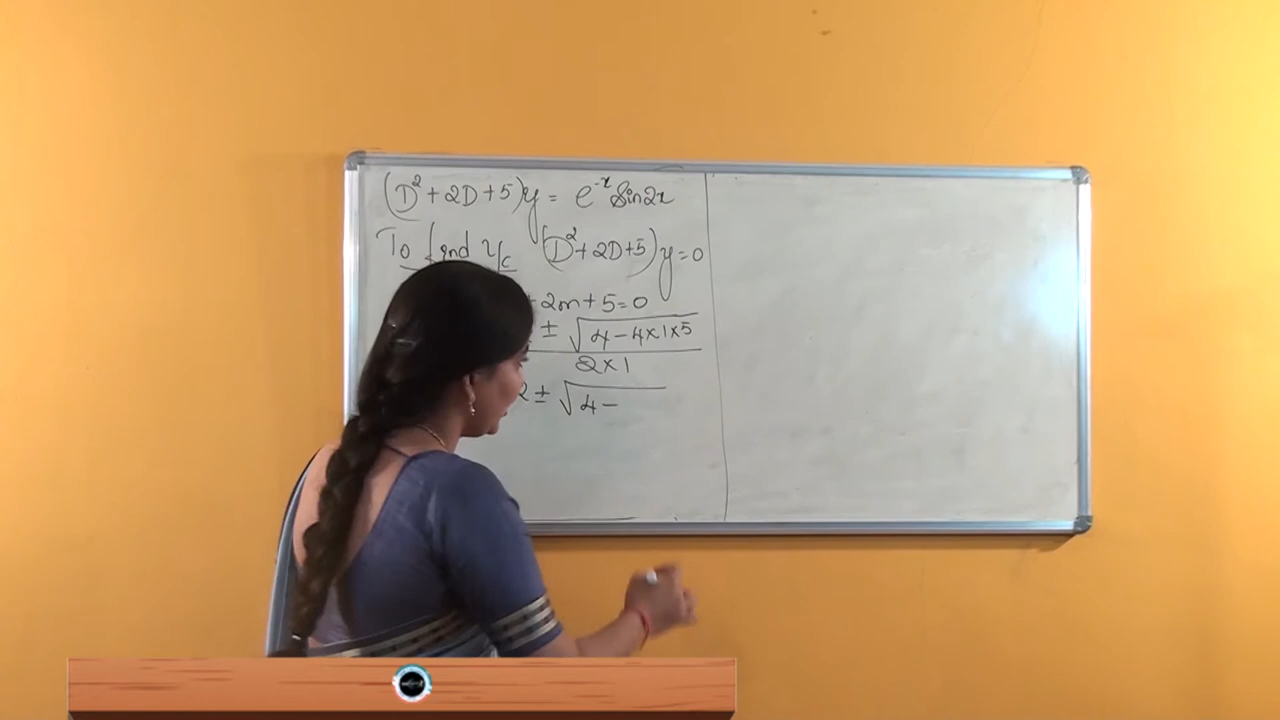 (D² + 2D + 5)y = e⁻ˣ Sin2x
To find y_c (D² + 2D + 5)y = 0
+ 2m + 5 = 0
± √(4 - 4×1×5)
2×1
2 ± √4 -